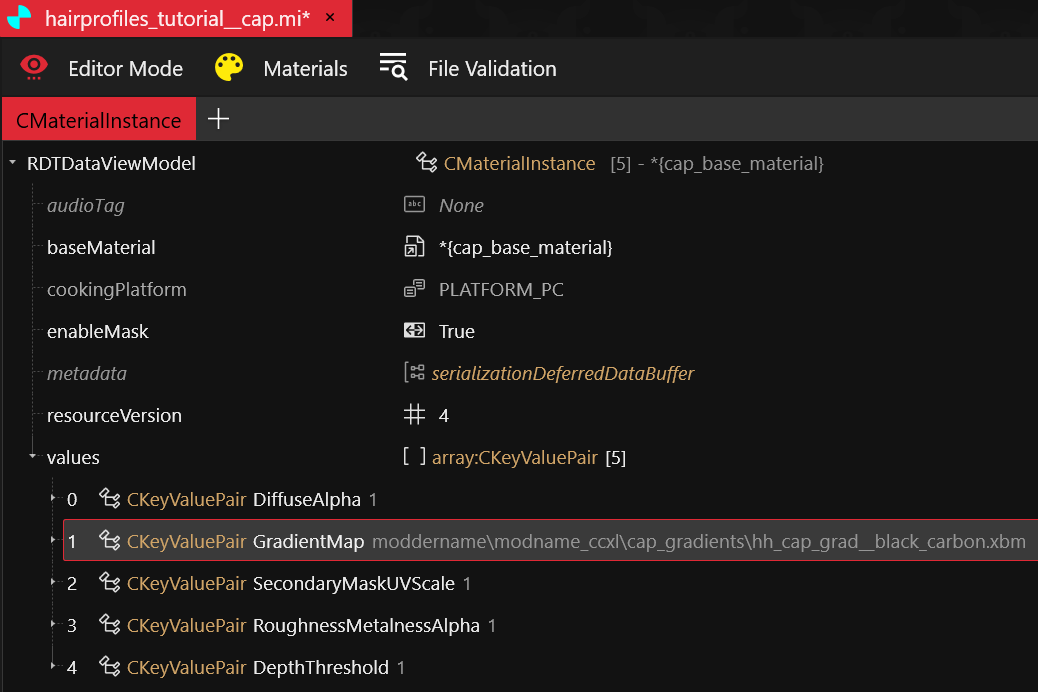 hairprofiles_tutorial__cap.mi* ×
Editor Mode Materials File Validation
CMaterialInstance +
RDTDataViewModel CMaterialInstance [5] - *{cap_base_material}
audioTag abc None
baseMaterial *{cap_base_material}
cookingPlatform PLATFORM_PC
enableMask True
metadata serializationDeferredDataBuffer
resourceVersion # 4
values [ ] array:CKeyValuePair [5]
0 CKeyValuePair DiffuseAlpha 1
1 CKeyValuePair GradientMap moddername\modname_ccxl\cap_gradients\hh_cap_grad__black_carbon.xbm
2 CKeyValuePair SecondaryMaskUVScale 1
3 CKeyValuePair RoughnessMetalnessAlpha 1
4 CKeyValuePair DepthThreshold 1